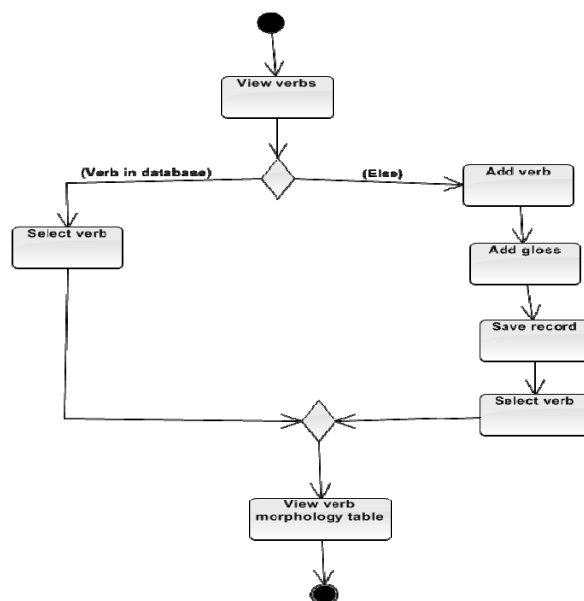 View verbs
(Verb in database)
(Else)
Add verb
Select verb
Add gloss
Save record
Select verb
View verb
morphology table